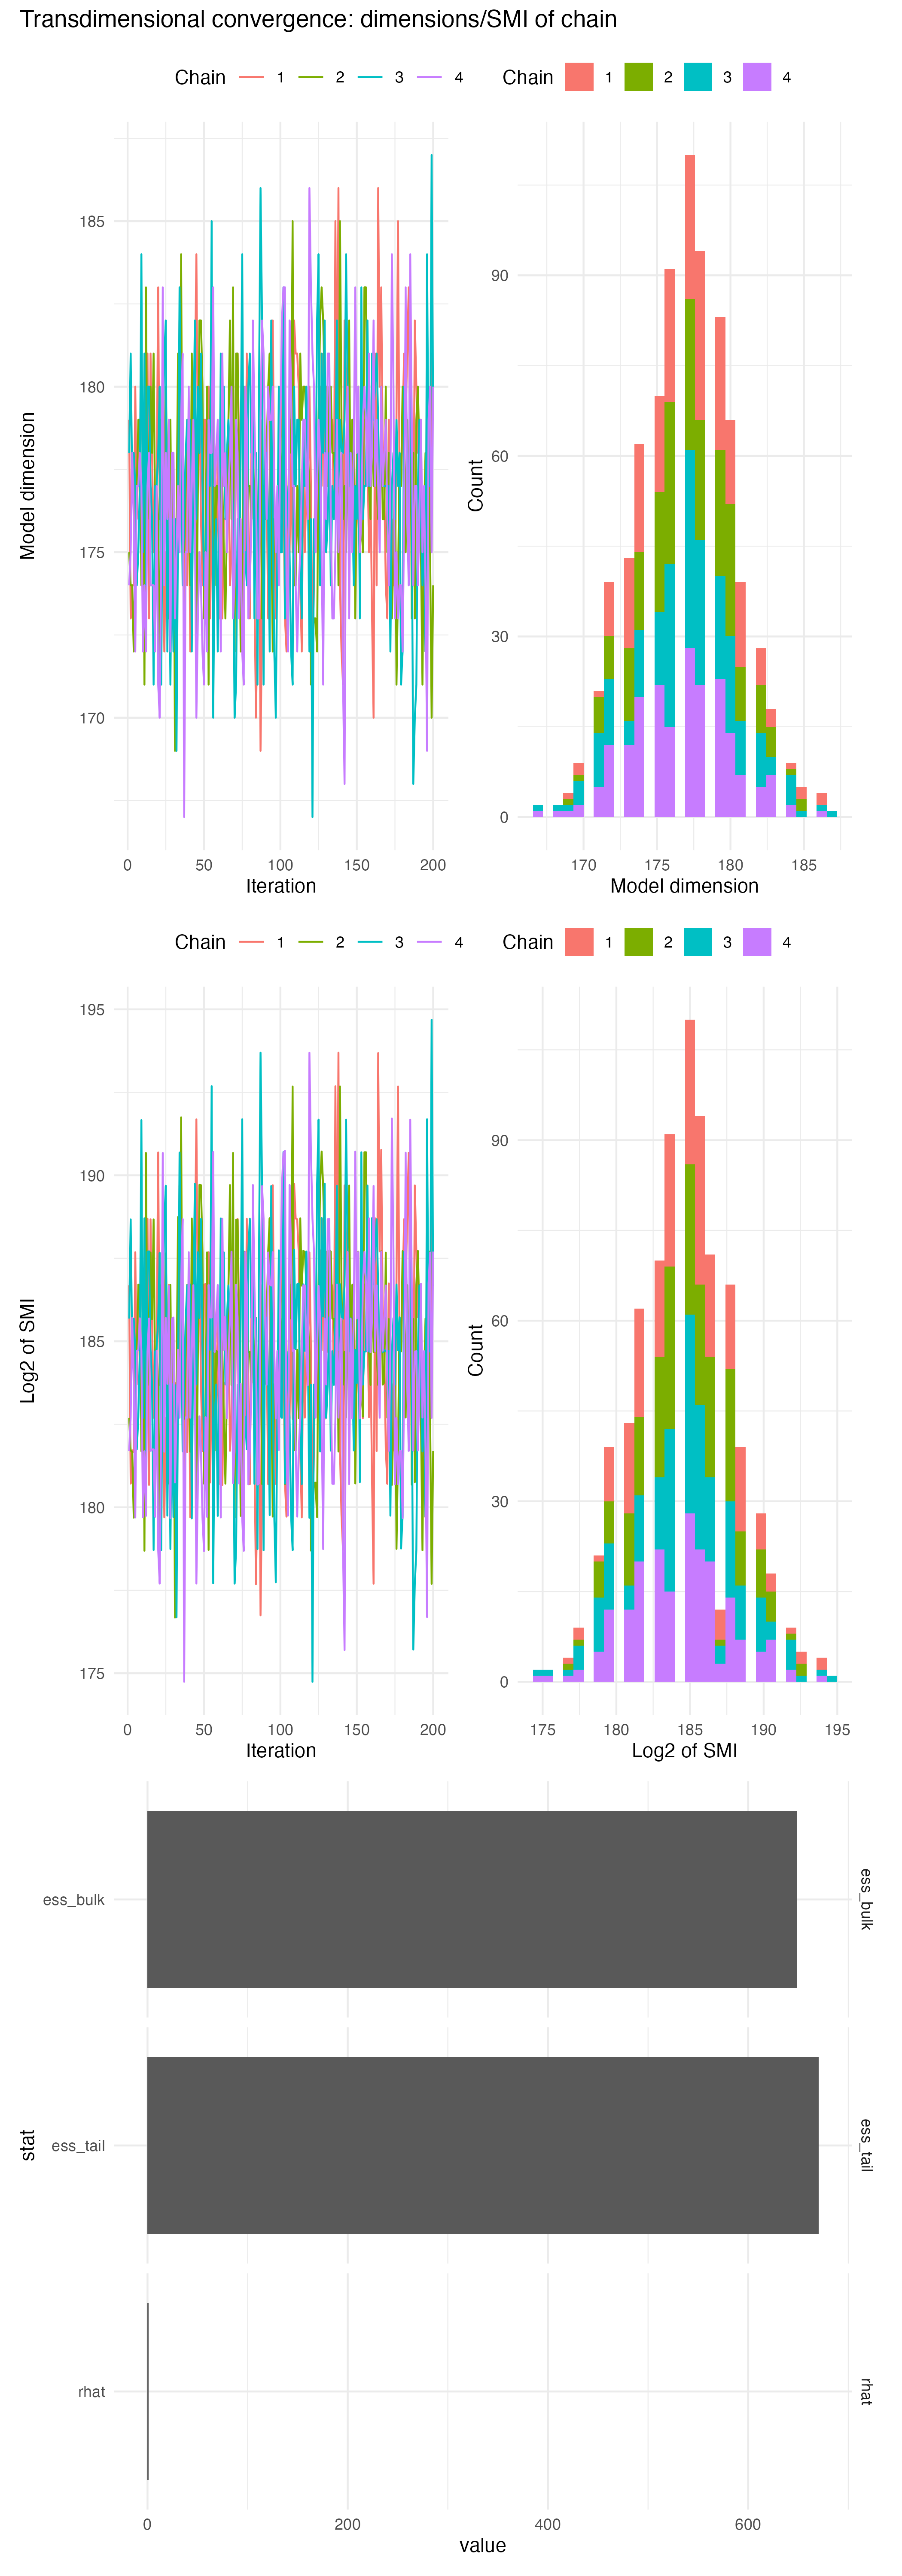 Transdimensional convergence: dimensions/SMI of chain
Chain 1 2 3 4
Chain 1 2 3 4
185
180
175
170
Model dimension
0 50 100 150 200
Iteration
90
60
30
0
Count
170 175 180 185
Model dimension
Chain 1 2 3 4
Chain 1 2 3 4
195
190
185
180
175
Log2 of SMI
0 50 100 150 200
Iteration
90
60
30
0
Count
175 180 185 190 195
Log2 of SMI
ess_bulk
ess_bulk
stat
ess_tail
ess_tail
rhat
rhat
0 200 400 600
value